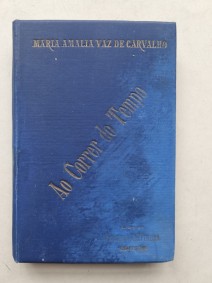 MARIA AMALIA VAZ DE CARVALHO
Ao Correr do Tempo